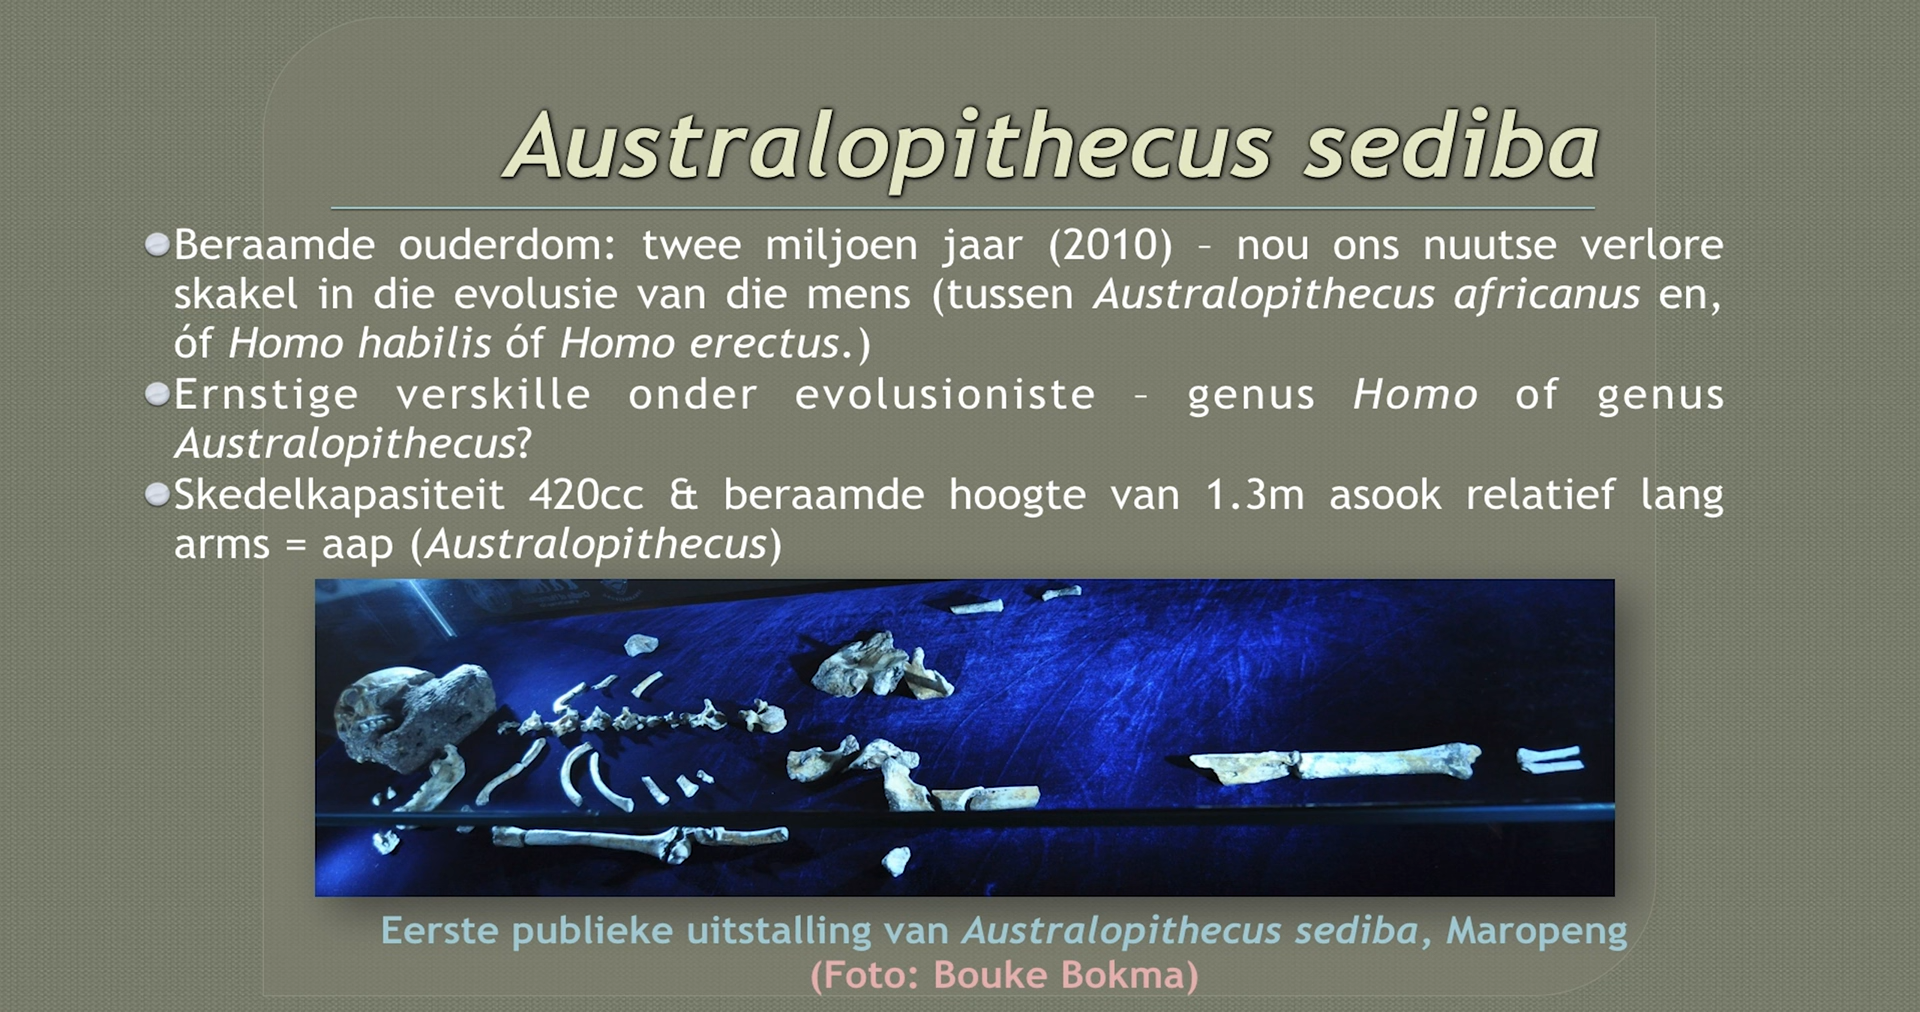 Australopithecus sediba
Beraamde ouderdom: twee miljoen jaar (2010) – nou ons nuutse verlore
skakel in die evolusie van die mens (tussen Australopithecus africanus en,
óf Homo habilis óf Homo erectus.)
Ernstige verskille onder evolusioniste – genus Homo of genus
Australopithecus?
Skedelkapasiteit 420cc & beraamde hoogte van 1.3m asook relatief lang
arms = aap (Australopithecus)
Eerste publieke uitstalling van Australopithecus sediba, Maropeng
(Foto: Bouke Bokma)